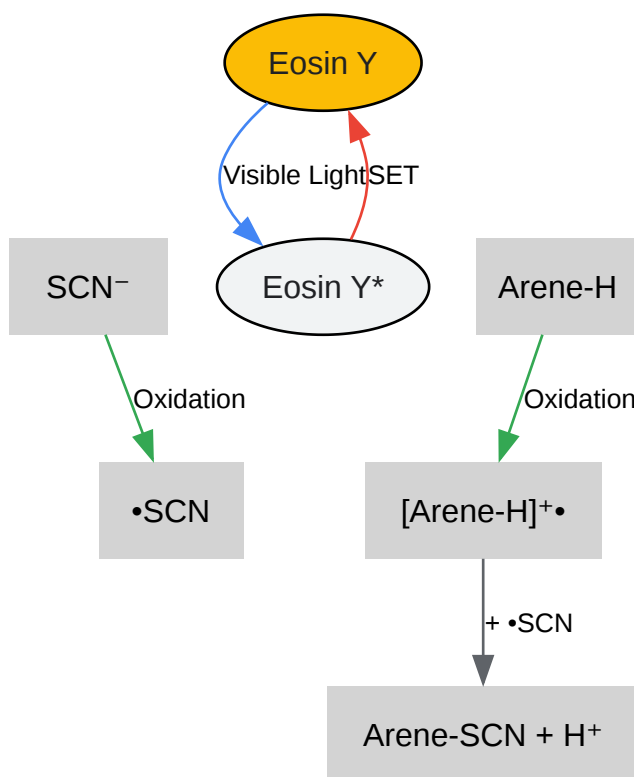 Eosin Y
Visible Light
SET
SCN⁻
Eosin Y*
Arene-H
Oxidation
Oxidation
•SCN
[Arene-H]⁺•
+ •SCN
Arene-SCN + H⁺